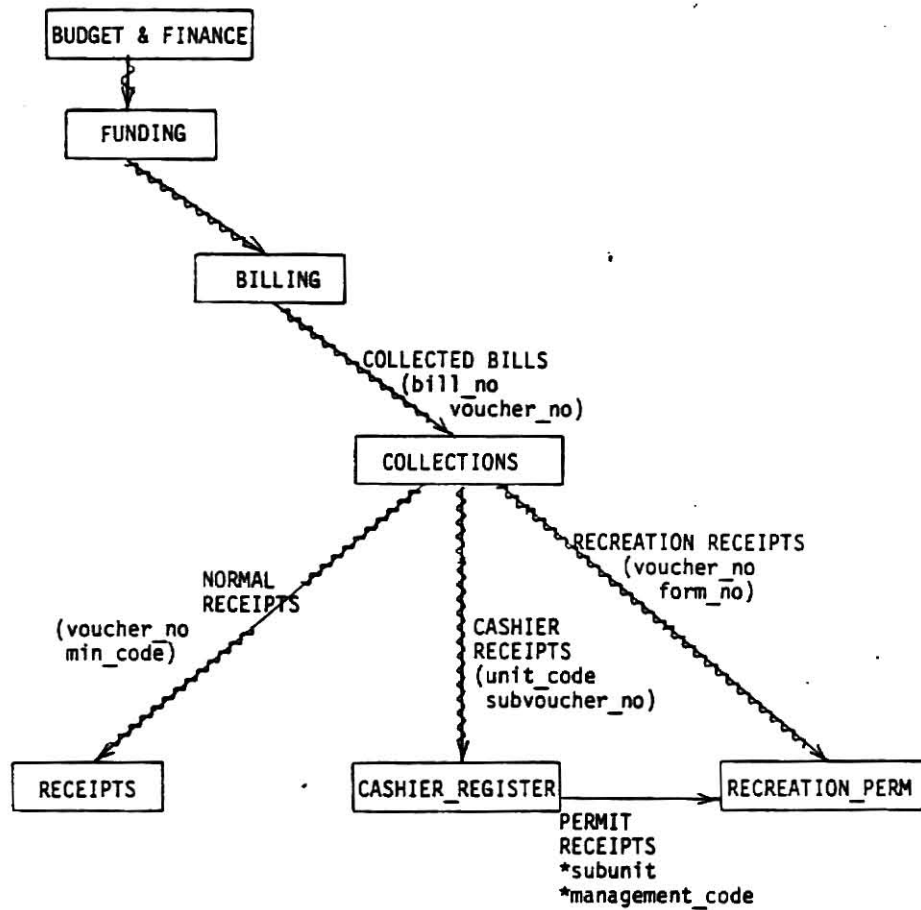 BUDGET & FINANCE
FUNDING
BILLING
COLLECTED BILLS
(bill_no
voucher_no)
COLLECTIONS
RECREATION RECEIPTS
(voucher_no
form_no)
NORMAL
RECEIPTS
(voucher_no
min_code)
CASHIER
RECEIPTS
(unit_code
subvoucher_no)
RECEIPTS
CASHIER_REGISTER
RECREATION_PERM
PERMIT
RECEIPTS
*subunit
*management_code